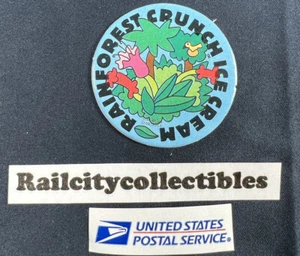 RAINFOREST CRUNCH ICE CREAM
Railcitycollectibles
UNITED STATES
POSTAL SERVICE®